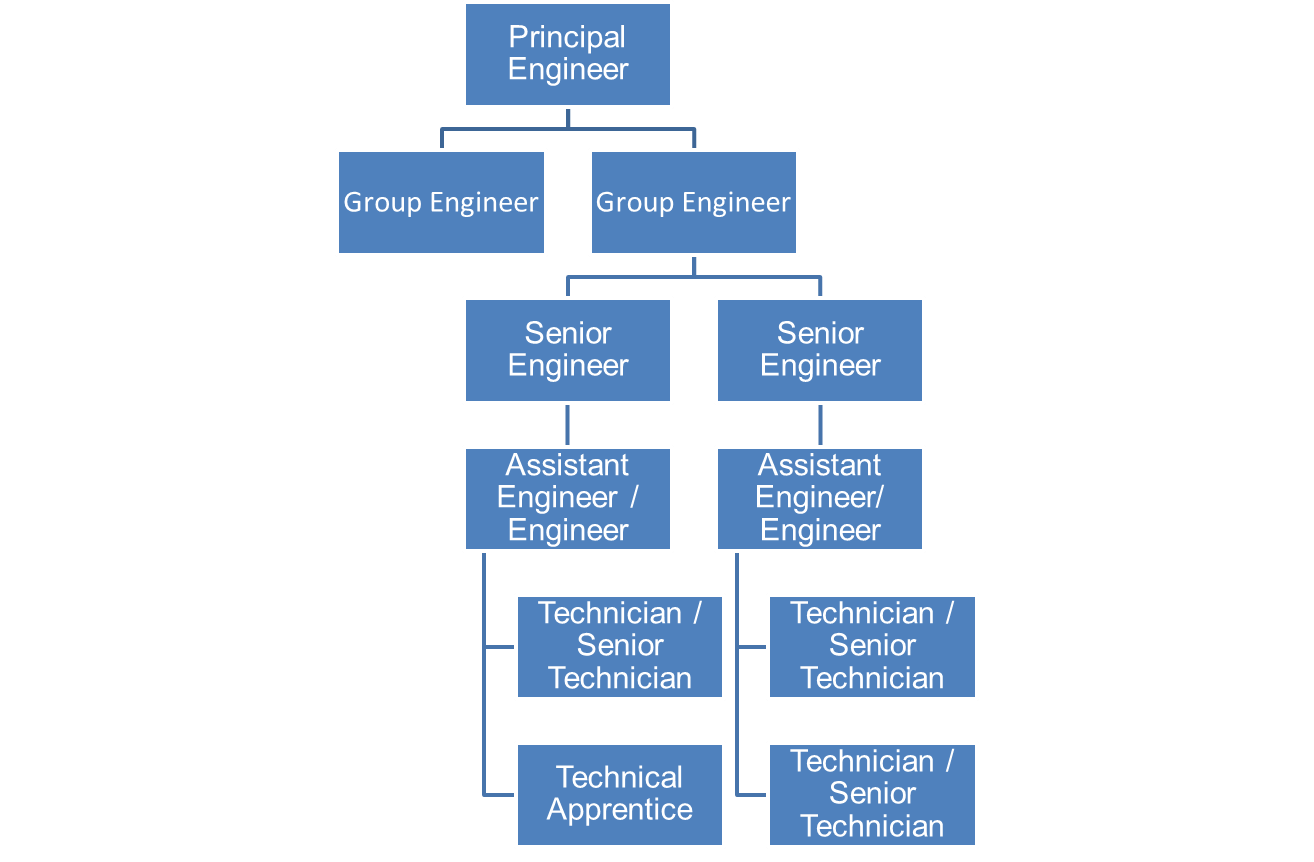 Principal
Engineer
Group Engineer
Group Engineer
Senior
Engineer
Senior
Engineer
Assistant
Engineer /
Engineer
Assistant
Engineer/
Engineer
Technician /
Senior
Technician
Technician /
Senior
Technician
Technical
Apprentice
Technician /
Senior
Technician